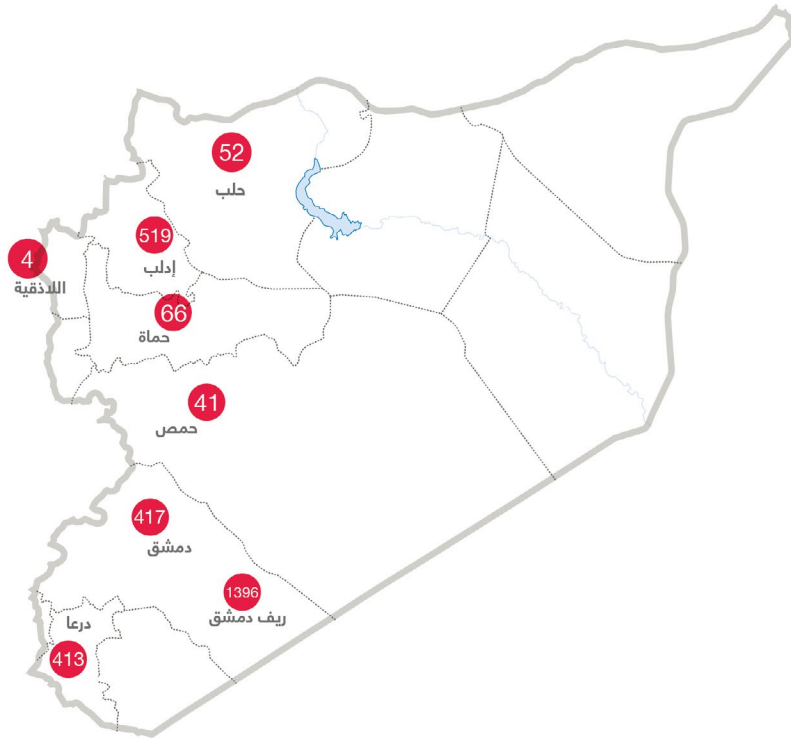 52
حلب
519
إدلب
4
اللاذقية
66
حماة
41
حمص
417
دمشق
1396
ريف دمشق
درعا
413